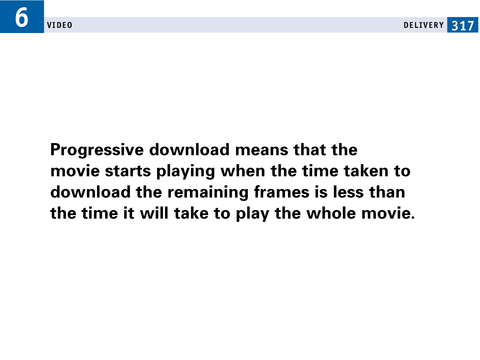 6 VIDEO DELIVERY 317
Progressive download means that the
movie starts playing when the time taken to
download the remaining frames is less than
the time it will take to play the whole movie.